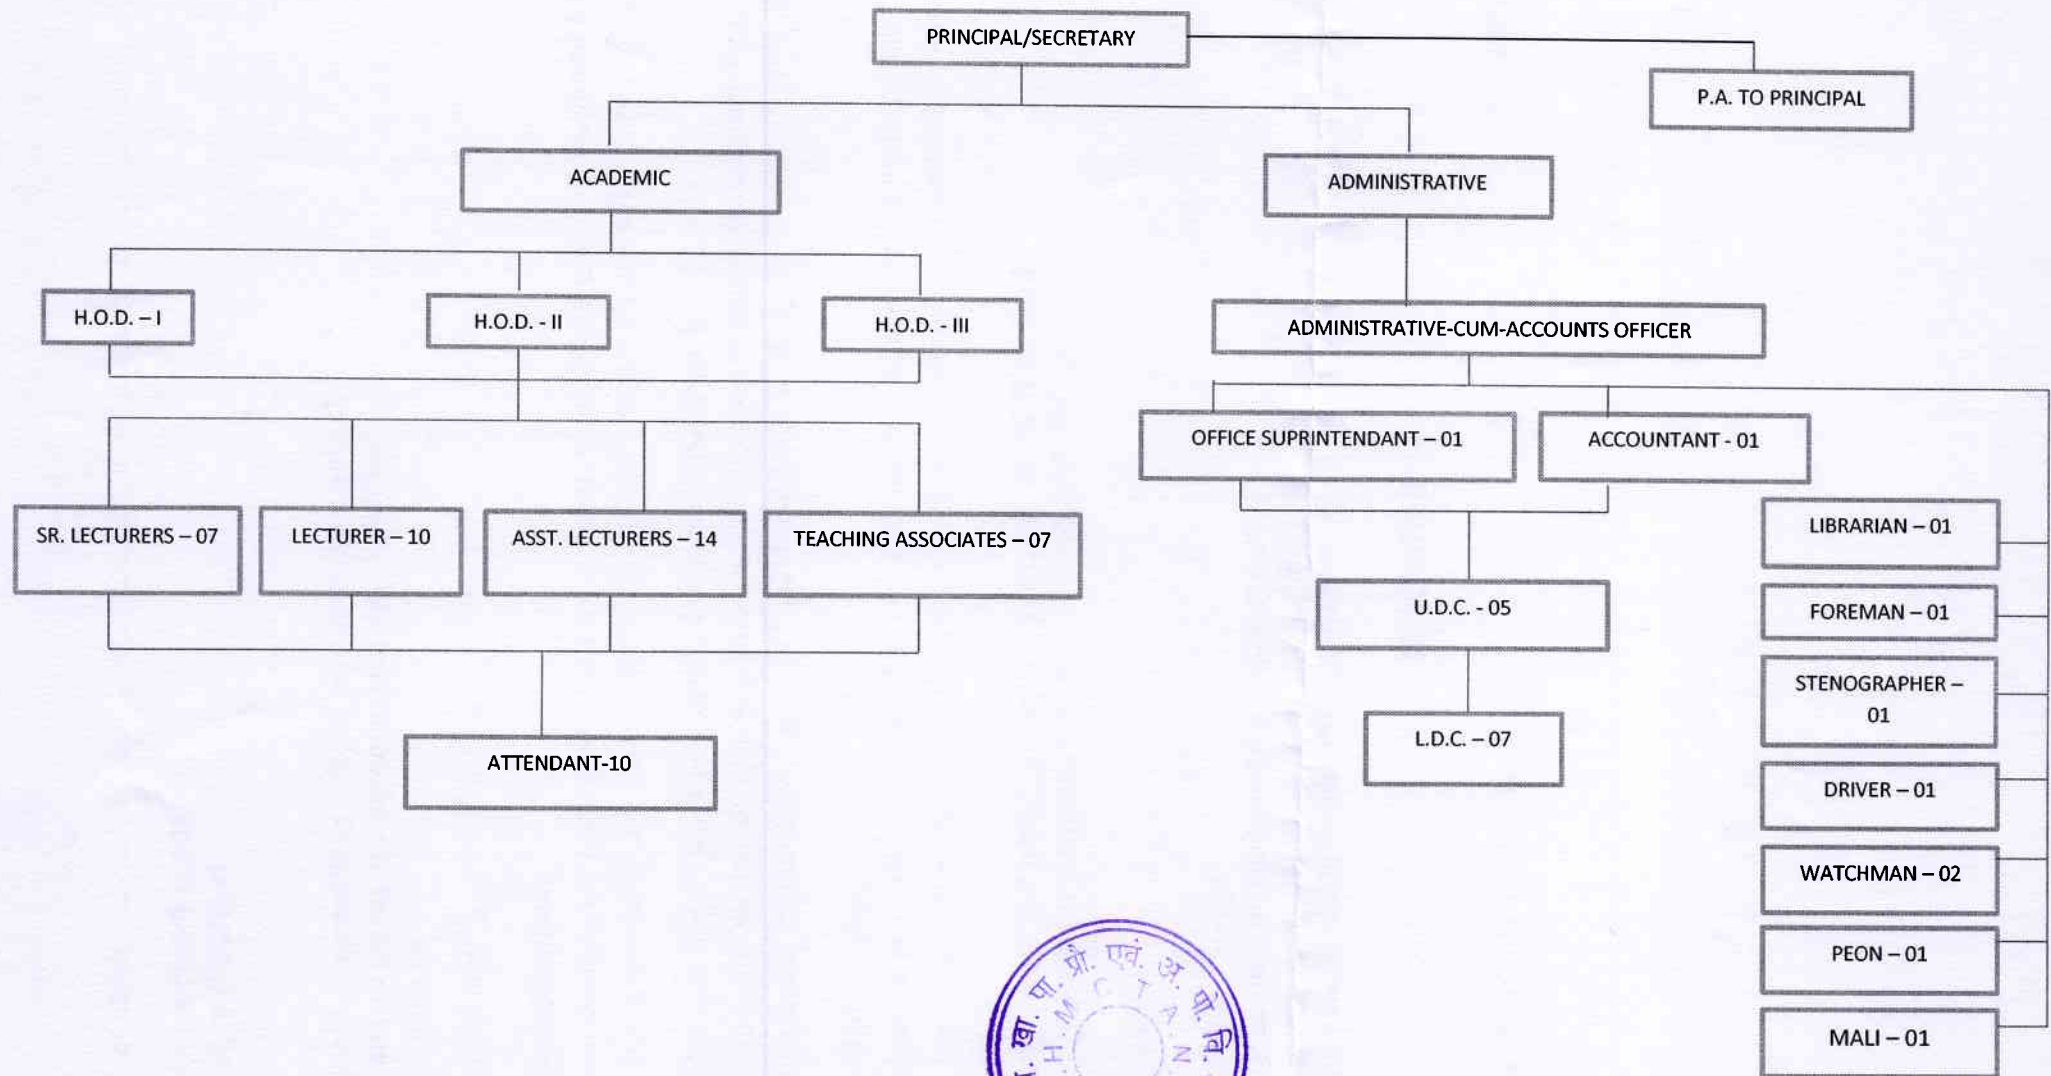 PRINCIPAL/SECRETARY
P.A. TO PRINCIPAL
ACADEMIC
ADMINISTRATIVE
H.O.D. – I
H.O.D. - II
H.O.D. - III
ADMINISTRATIVE-CUM-ACCOUNTS OFFICER
OFFICE SUPRINTENDANT – 01
ACCOUNTANT - 01
SR. LECTURERS – 07
LECTURER – 10
ASST. LECTURERS – 14
TEACHING ASSOCIATES – 07
U.D.C. - 05
L.D.C. – 07
ATTENDANT-10
LIBRARIAN – 01
FOREMAN – 01
STENOGRAPHER –
01
DRIVER – 01
WATCHMAN – 02
PEON – 01
MALI – 01
खा. पा. प्रौ. एवं. अ. पो. वि.
H.M.C.T.A.N.